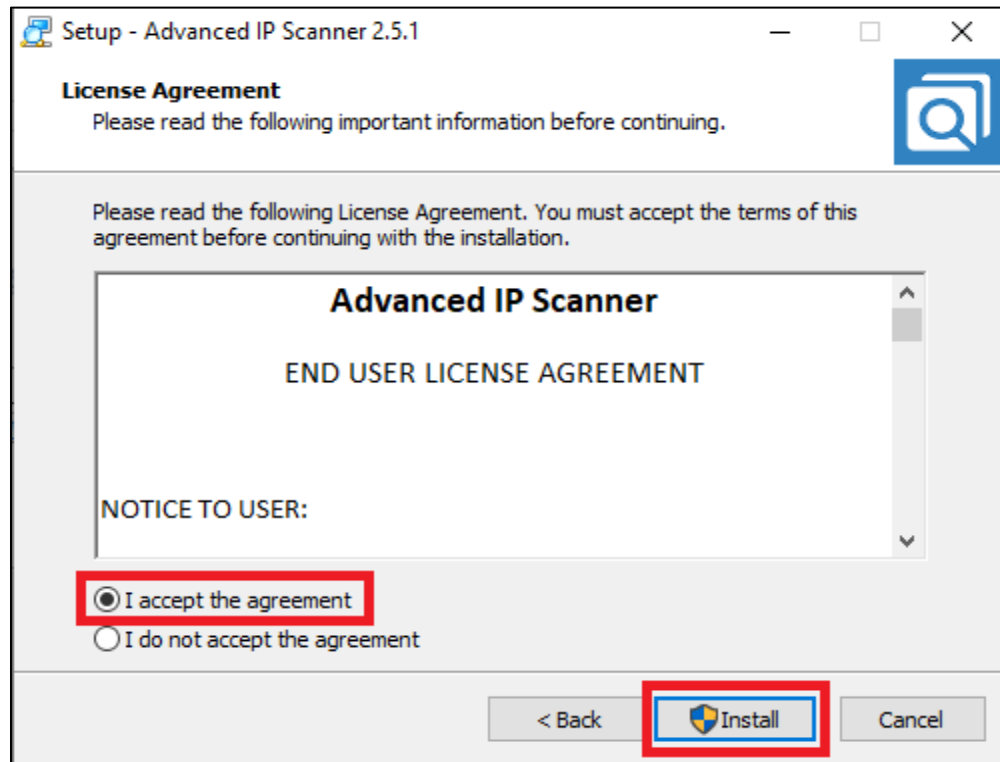 Setup - Advanced IP Scanner 2.5.1
License Agreement
Please read the following important information before continuing.
Please read the following License Agreement. You must accept the terms of this
agreement before continuing with the installation.
Advanced IP Scanner
END USER LICENSE AGREEMENT
NOTICE TO USER:
I accept the agreement
I do not accept the agreement
< Back Install Cancel